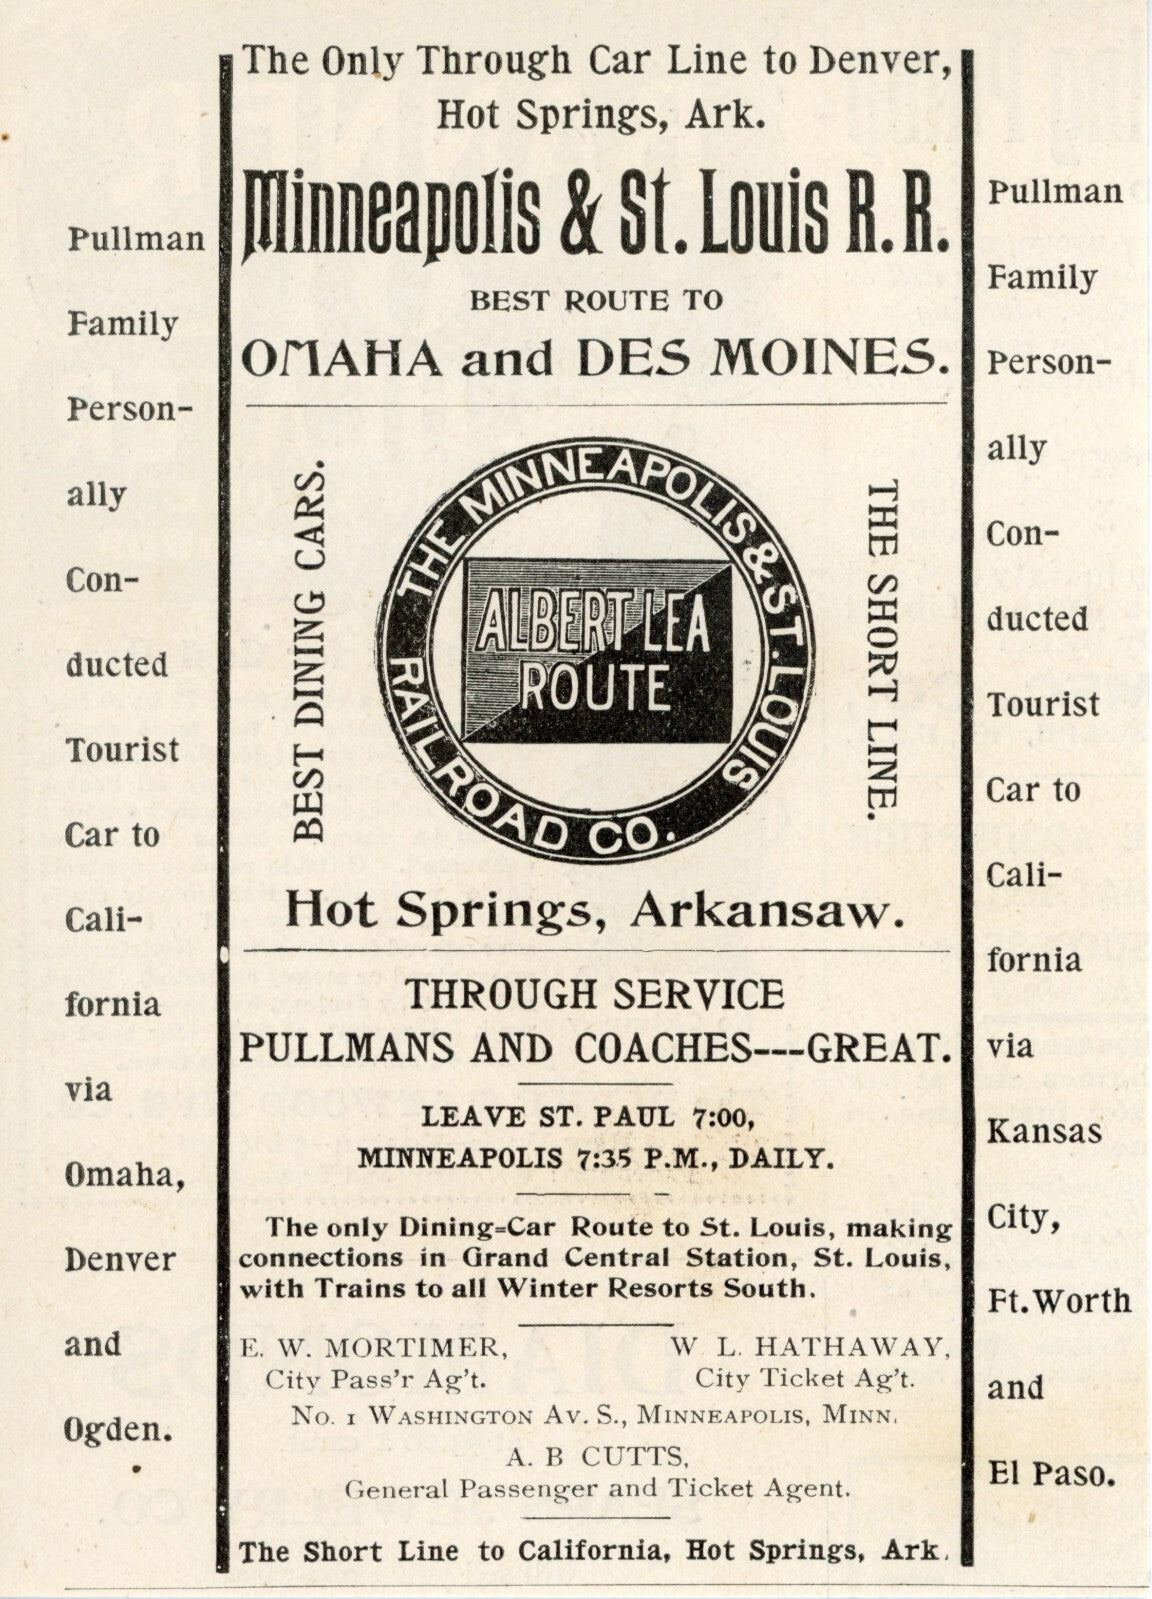 The Only Through Car Line to Denver,
Hot Springs, Ark.
Minneapolis & St. Louis R.R.
BEST ROUTE TO
OMAHA and DES MOINES.
BEST DINING CARS.
THE MINNEAPOLIS & ST. LOUIS
RAILROAD CO.
ALBERT LEA
ROUTE
THE SHORT LINE.
Hot Springs, Arkansaw.
THROUGH SERVICE
PULLMANS AND COACHES---GREAT.
LEAVE ST. PAUL 7:00,
MINNEAPOLIS 7:35 P.M., DAILY.
The only Dining=Car Route to St. Louis, making
connections in Grand Central Station, St. Louis,
with Trains to all Winter Resorts South.
E. W. MORTIMER,
City Pass'r Ag't.
W L. HATHAWAY,
City Ticket Ag't.
No. 1 Washington Av. S., Minneapolis, Minn.
A. B CUTTS,
General Passenger and Ticket Agent.
The Short Line to California, Hot Springs, Ark.
Pullman
Family
Person-
ally
Con-
ducted
Tourist
Car to
Cali-
fornia
via
Omaha,
Denver
and
Ogden.
Pullman
Family
Person-
ally
Con-
ducted
Tourist
Car to
Cali-
fornia
via
Kansas
City,
Ft. Worth
and
El Paso.